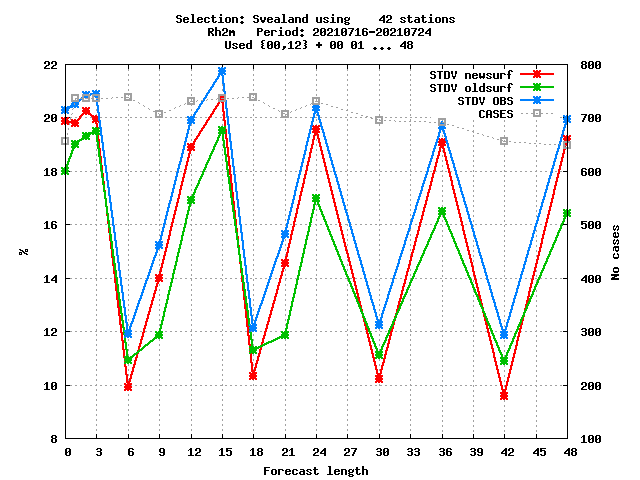 Selection: Svealand using    42 stations
Rh2m   Period: 20210716-20210724
Used {00,12} + 00 01 ... 48
STDV newsurf
STDV oldsurf
STDV OBS
CASES
22
20
18
16
14
12
10
8
%
800
700
600
500
400
300
200
100
No cases
0 3 6 9 12 15 18 21 24 27 30 33 36 39 42 45 48
Forecast length